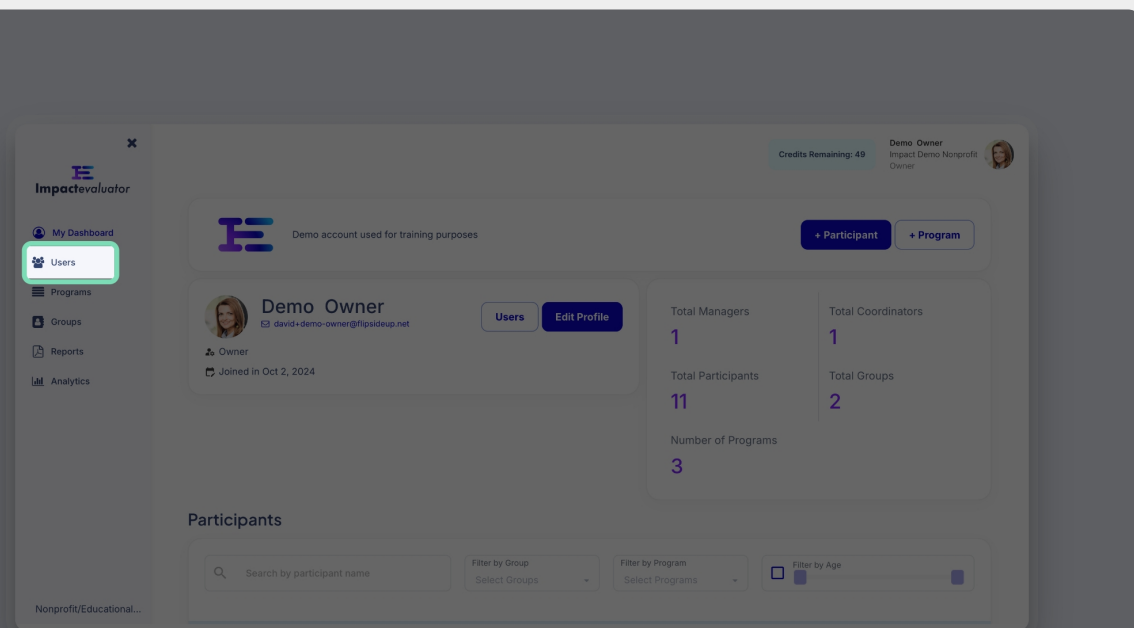 Impactevaluator
My Dashboard
Users
Programs
Groups
Reports
Analytics
Nonprofit/Educational...
Credits Remaining: 49
Demo Owner
Impact Demo Nonprofit
Owner
Demo account used for training purposes
+ Participant
+ Program
Demo Owner
david+demo-owner@flipsideup.net
Users
Edit Profile
Owner
Joined in Oct 2, 2024
Total Managers
1
Total Coordinators
1
Total Participants
11
Total Groups
2
Number of Programs
3
Participants
Search by participant name
Filter by Group
Select Groups
Filter by Program
Select Programs
Filter by Age